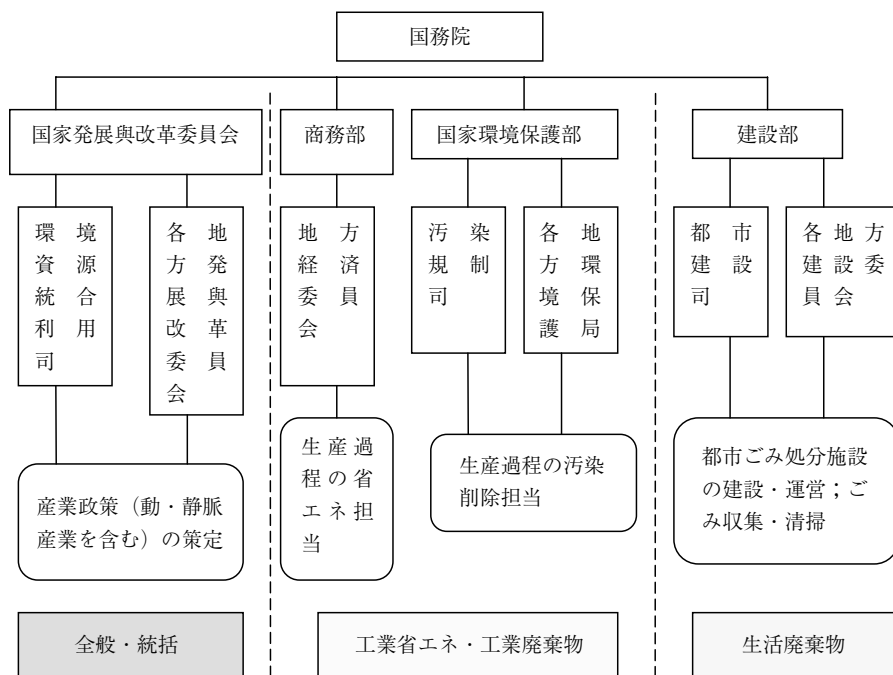 国務院
国家発展與改革委員会
商務部
国家環境保護部
建設部
環境
資源
統合
利用
司
各地
方発
展與
改革
委員
会
地方
経済
委員
会
汚染
規制
司
各地
方環
境保
護局
都市
建設
司
各地方
建設委
員会
産業政策（動・静脈
産業を含む）の策定
生産過
程の省
エネ担
当
生産過程の汚染
削除担当
都市ごみ処分施設
の建設・運営；ご
み収集・清掃
全般・統括
工業省エネ・工業廃棄物
生活廃棄物